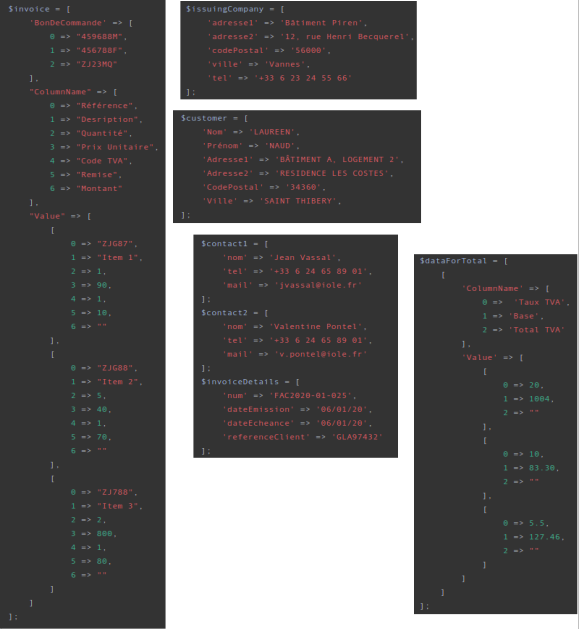 $invoice = [
'BonDeCommande' => [
0 => "459688M",
1 => "456788F",
2 => "ZJ23MQ"
],
"ColumnName" => [
0 => "Référence",
1 => "Desription",
2 => "Quantité",
3 => "Prix Unitaire",
4 => "Code TVA",
5 => "Remise",
6 => "Montant"
],
"Value" => [
[
0 => "ZJG87",
1 => "Item 1",
2 => 1,
3 => 90,
4 => 1,
5 => 10,
6 => ""
],
[
0 => "ZJG88",
1 => "Item 2",
2 => 5,
3 => 40,
4 => 1,
5 => 70,
6 => ""
],
[
0 => "ZJ788",
1 => "Item 3",
2 => 2,
3 => 800,
4 => 1,
5 => 80,
6 => ""
]
]
];
$issuingCompany = [
'adresse1' => 'Bâtiment Piren',
'adresse2' => '12, rue Henri Becquerel',
'codePostal' => '56000',
'ville' => 'Vannes',
'tel' => '+33 6 23 24 55 66'
];
$customer = [
'Nom' => 'LAUREEN',
'Prénom' => 'NAUD',
'Adresse1' => 'BÂTIMENT A, LOGEMENT 2',
'Adresse2' => 'RESIDENCE LES COSTES',
'CodePostal' => '34360',
'Ville' => 'SAINT THIBERY',
];
$contact1 = [
'nom' => 'Jean Vassal',
'tel' => '+33 6 24 65 89 01',
'mail' => 'jvassal@iole.fr'
];
$contact2 = [
'nom' => 'Valentine Pontel',
'tel' => '+33 6 24 65 89 01',
'mail' => 'v.pontel@iole.fr'
];
$invoiceDetails = [
'num' => 'FAC2020-01-025',
'dateEmission' => '06/01/20',
'dateEcheance' => '06/01/20',
'referenceClient' => 'GLA97432'
];
$dataForTotal = [
[
'ColumnName' => [
0 => 'Taux TVA'
1 => 'Base',
2 => 'Total TVA'
],
'Value' => [
[
0 => 20,
1 => 1004,
2 => ""
],
[
0 => 10,
1 => 83.30,
2 => ""
],
[
0 => 5.5,
1 => 127.46,
2 => ""
]
]
]
];